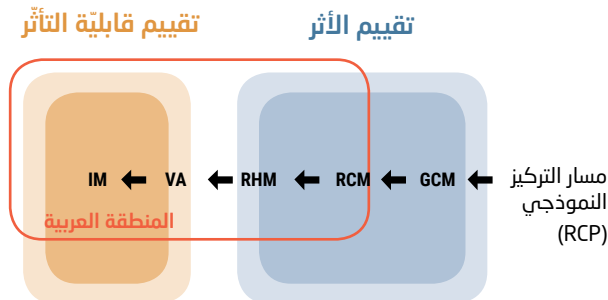 تقييم الأثر
تقييم قابليّة التأثّر
مسار التركيز
النموذجي
(RCP)
GCM
RCM
RHM
VA
IM
المنطقة العربية